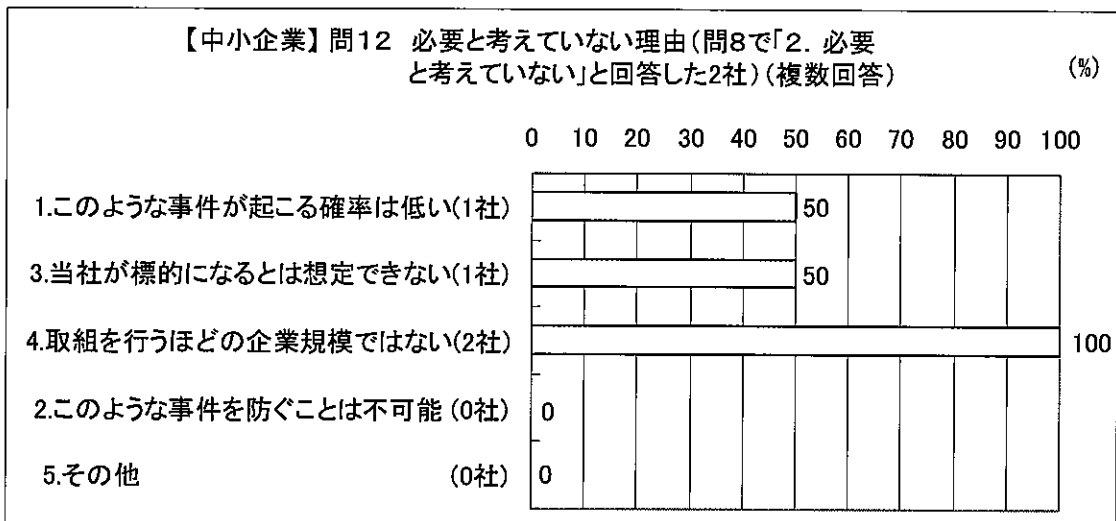 【中小企業】問12 必要と考えていない理由(問8で「2. 必要
と考えていない」と回答した2社)(複数回答)
(%)
0 10 20 30 40 50 60 70 80 90 100
1.このような事件が起こる確率は低い(1社) 50
3.当社が標的になるとは想定できない(1社) 50
4.取組を行うほどの企業規模ではない(2社) 100
2.このような事件を防ぐことは不可能 (0社) 0
5.その他 (0社) 0